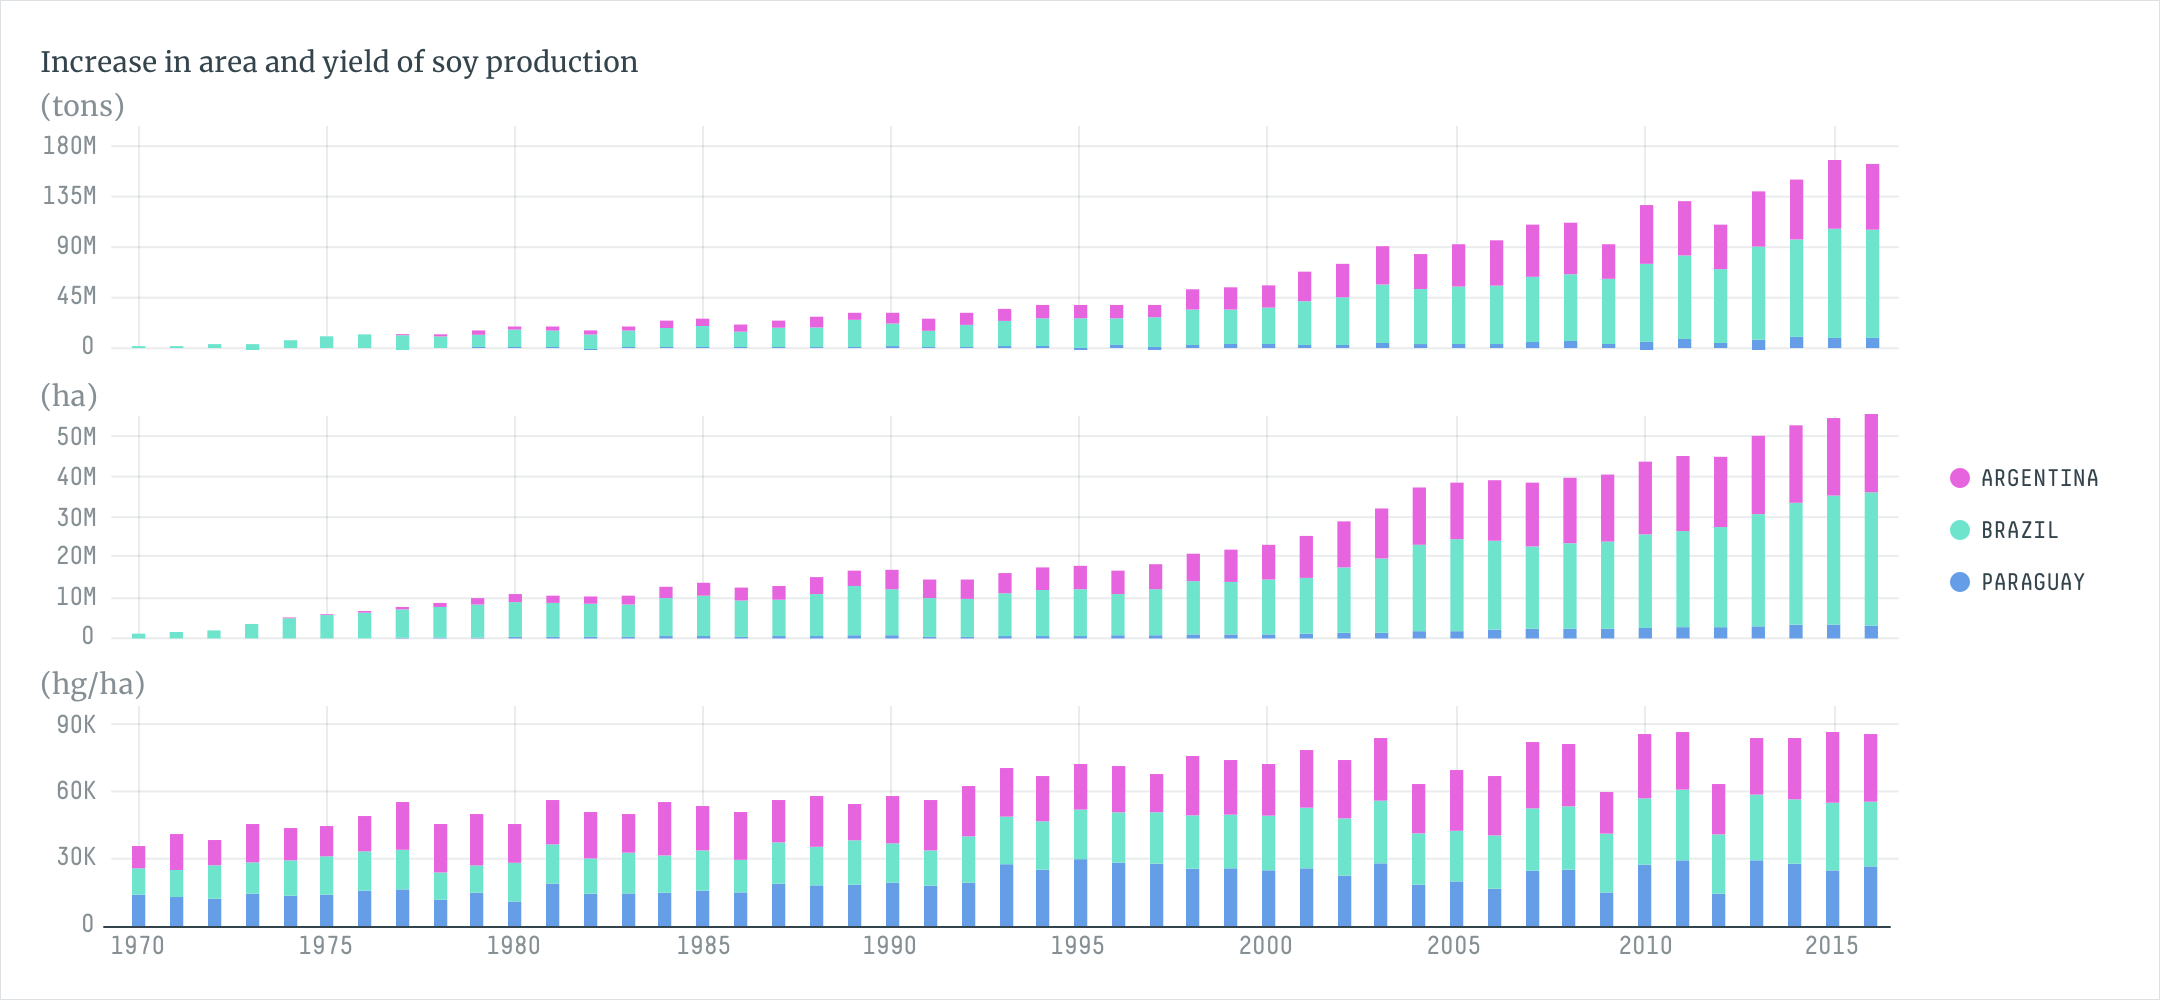 Increase in area and yield of soy production
(tons)
180M
135M
90M
45M
0
(ha)
50M
40M
30M
20M
10M
0
ARGENTINA
BRAZIL
PARAGUAY
(hg/ha)
90K
60K
30K
0
1970 1975 1980 1985 1990 1995 2000 2005 2010 2015